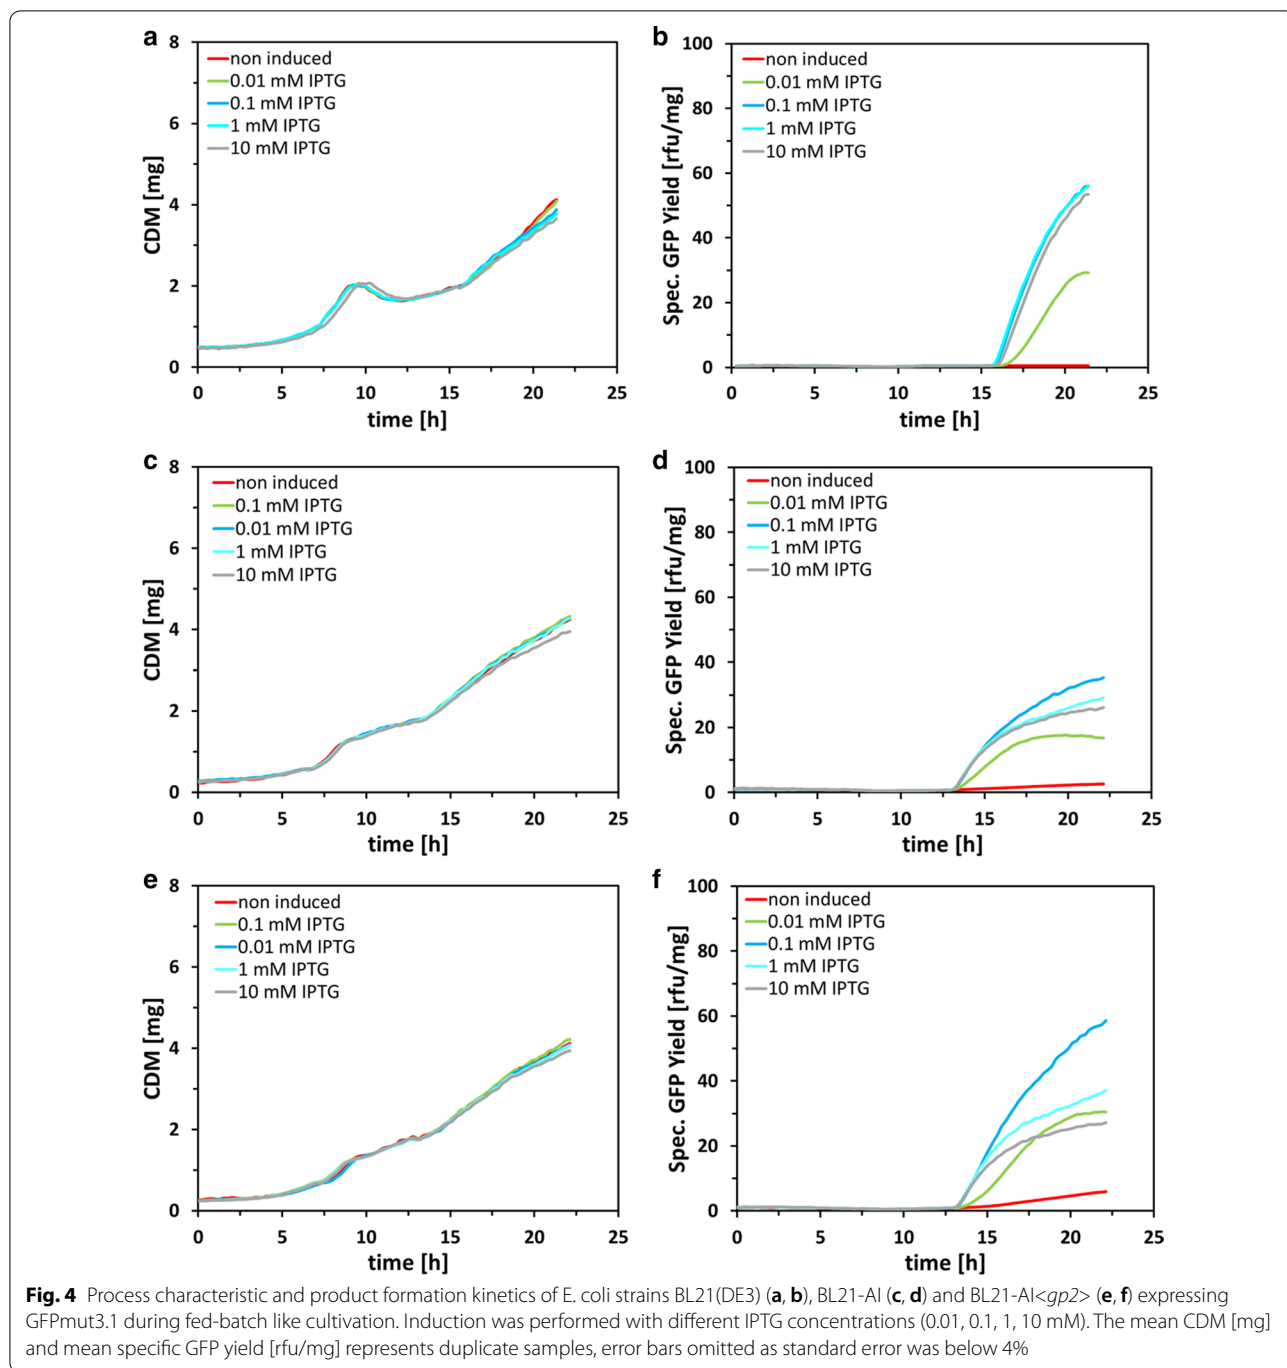 a
8
6
4
2
0
CDM [mg]
non induced
0.01 mM IPTG
0.1 mM IPTG
1 mM IPTG
10 mM IPTG
0 5 10 15 20 25
time [h]
b
100
80
60
40
20
0
Spec. GFP Yield [rfu/mg]
non induced
0.01 mM IPTG
0.1 mM IPTG
1 mM IPTG
10 mM IPTG
0 5 10 15 20 25
time [h]
c
8
6
4
2
0
CDM [mg]
non induced
0.1 mM IPTG
0.01 mM IPTG
1 mM IPTG
10 mM IPTG
0 5 10 15 20 25
time [h]
d
100
80
60
40
20
0
Spec. GFP Yield [rfu/mg]
non induced
0.01 mM IPTG
0.1 mM IPTG
1 mM IPTG
10 mM IPTG
0 5 10 15 20 25
time [h]
e
8
6
4
2
0
CDM [mg]
non induced
0.1 mM IPTG
0.01 mM IPTG
1 mM IPTG
10 mM IPTG
0 5 10 15 20 25
time [h]
f
100
80
60
40
20
0
Spec. GFP Yield [rfu/mg]
non induced
0.01 mM IPTG
0.1 mM IPTG
1 mM IPTG
10 mM IPTG
0 5 10 15 20 25
time [h]
Fig. 4 Process characteristic and product formation kinetics of E. coli strains BL21(DE3) (a, b), BL21-AI (c, d) and BL21-AI<gp2> (e, f) expressing
GFPmut3.1 during fed-batch like cultivation. Induction was performed with different IPTG concentrations (0.01, 0.1, 1, 10 mM). The mean CDM [mg]
and mean specific GFP yield [rfu/mg] represents duplicate samples, error bars omitted as standard error was below 4%